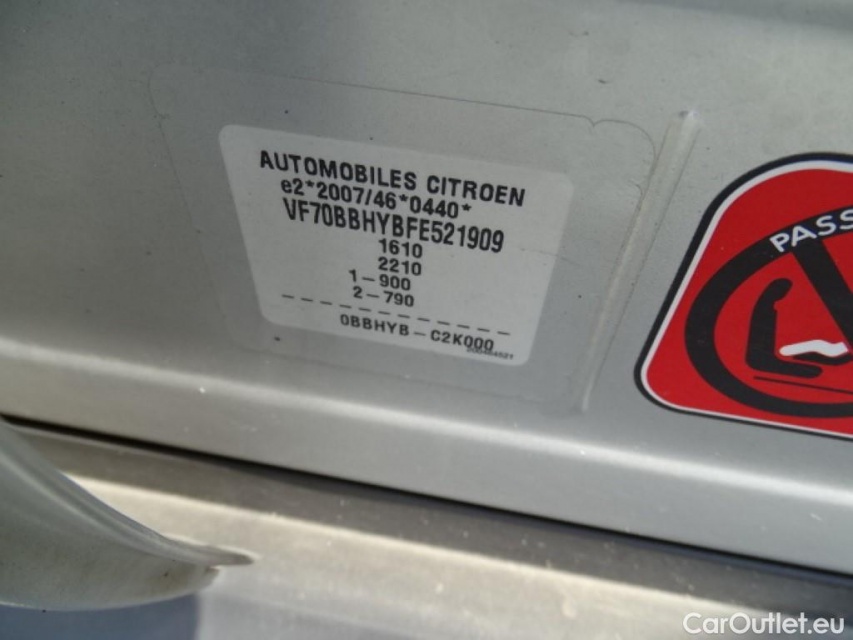 AUTOMOBILES CITROEN
e2*2007/46*0440*
VF70BBHYBFE521909
1610
2210
1-900
2-790
0BBHYB-C2K000
PASS
CarOutlet.eu